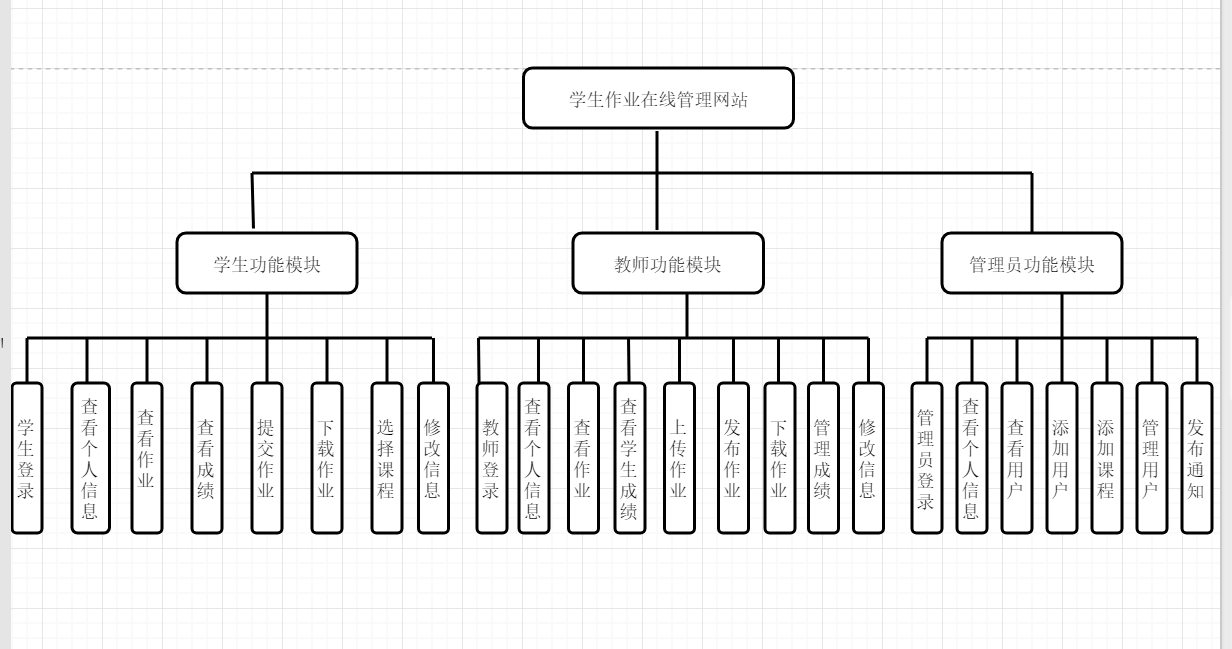 学生作业在线管理网站
学生功能模块
教师功能模块
管理员功能模块
学生登录
查看个人信息
查看作业
查看成绩
提交作业
下载作业
选择课程
修改信息
教师登录
查看个人信息
查看作业
查看学生成绩
上传作业
发布作业
下载作业
管理成绩
修改信息
管理员登录
查看个人信息
查看用户
添加用户
添加课程
管理用户
发布通知